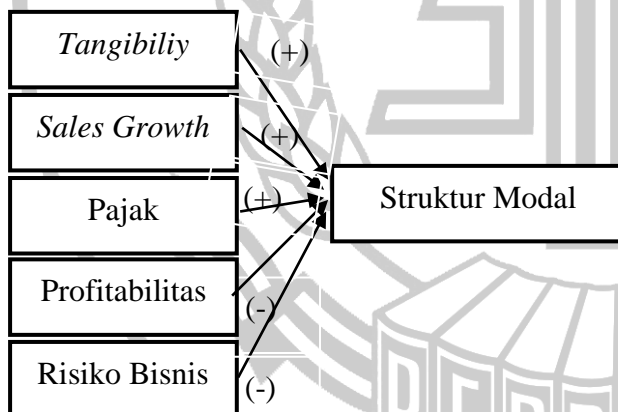 Tangibiliy
(+)
Sales Growth
(+)
Pajak
(+)
Struktur Modal
Profitabilitas
(-)
Risiko Bisnis
(-)